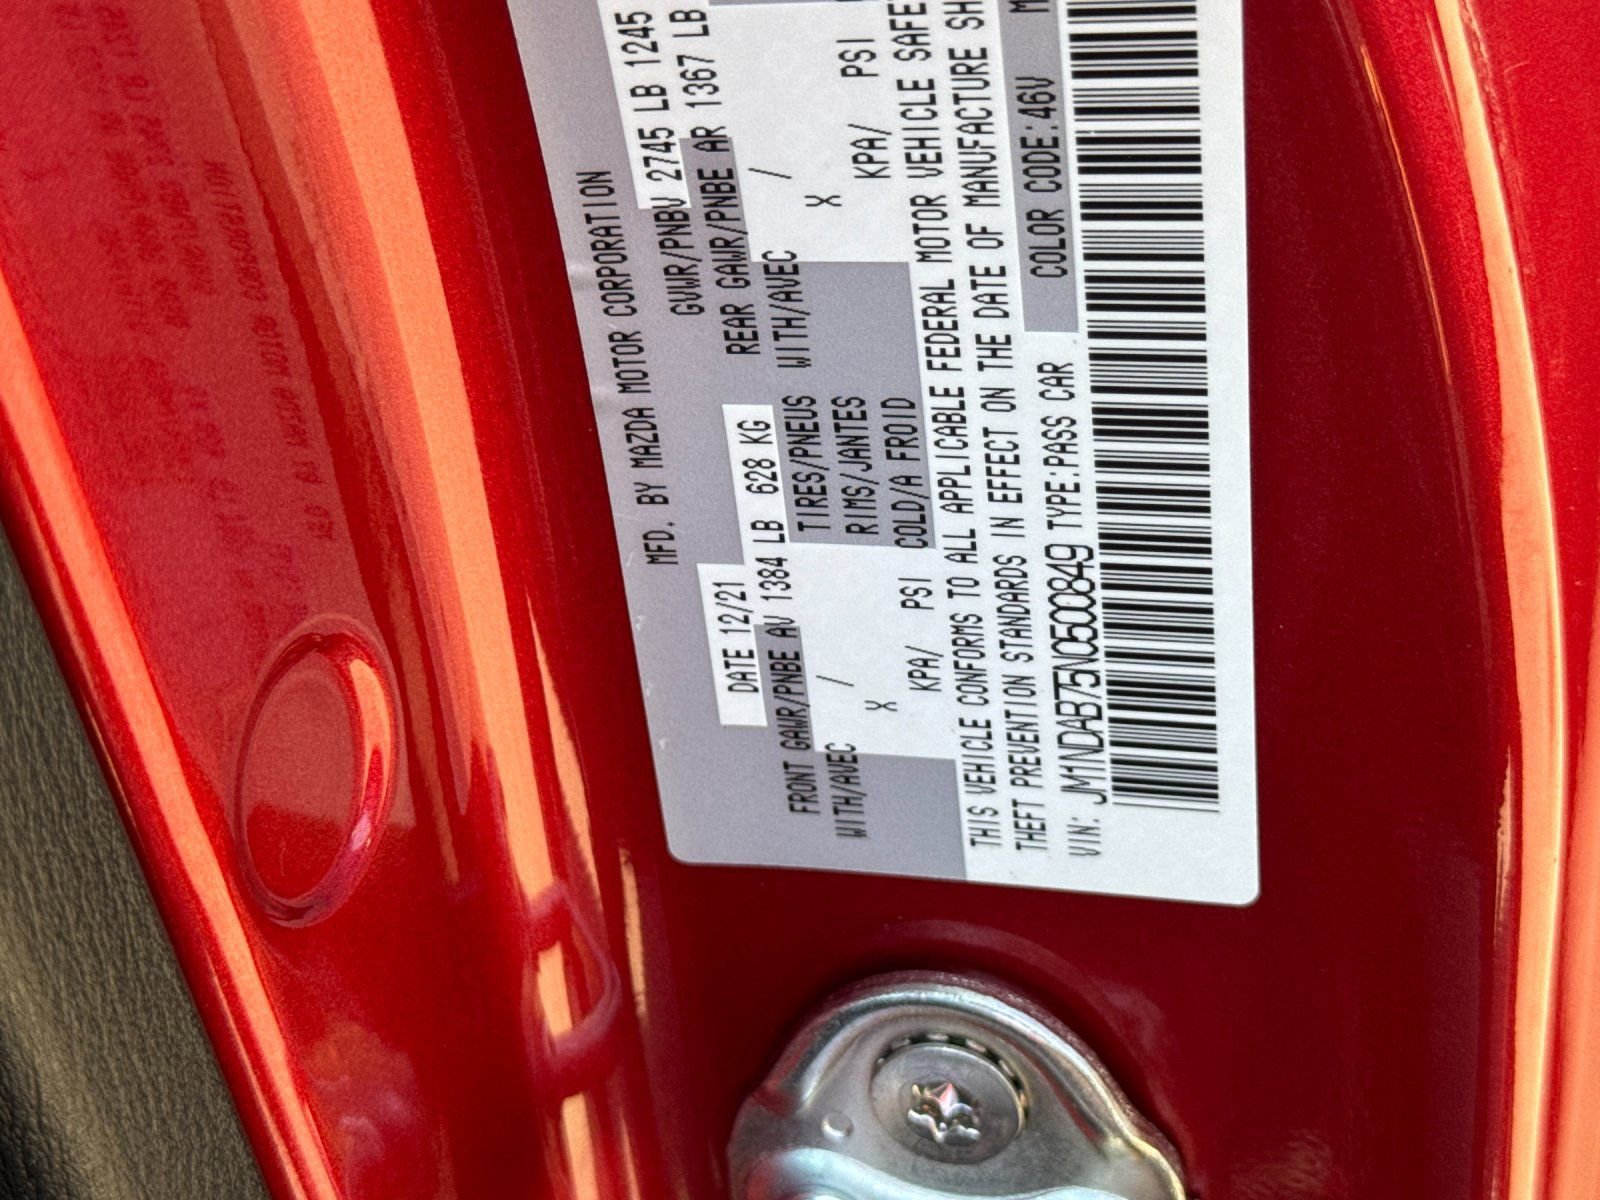 MFD. BY MAZDA MOTOR CORPORATION
DATE 12/21 GVWR/PNBV 2745 LB 1245
FRONT GAWR/PNBE AV 1384 LB 628 KG REAR GAWR/PNBE AR 1367 LB
WITH/AVEC / TIRES/PNEUS WITH/AVEC /
X RIMS/JANTES X
KPA/ PSI COLD/A FROID KPA/ PSI
THIS VEHICLE CONFORMS TO ALL APPLICABLE FEDERAL MOTOR VEHICLE SAFE
THEFT PREVENTION STANDARDS IN EFFECT ON THE DATE OF MANUFACTURE SH
VIN: JM1NDAB75N0500849 TYPE:PASS CAR COLOR CODE:46V